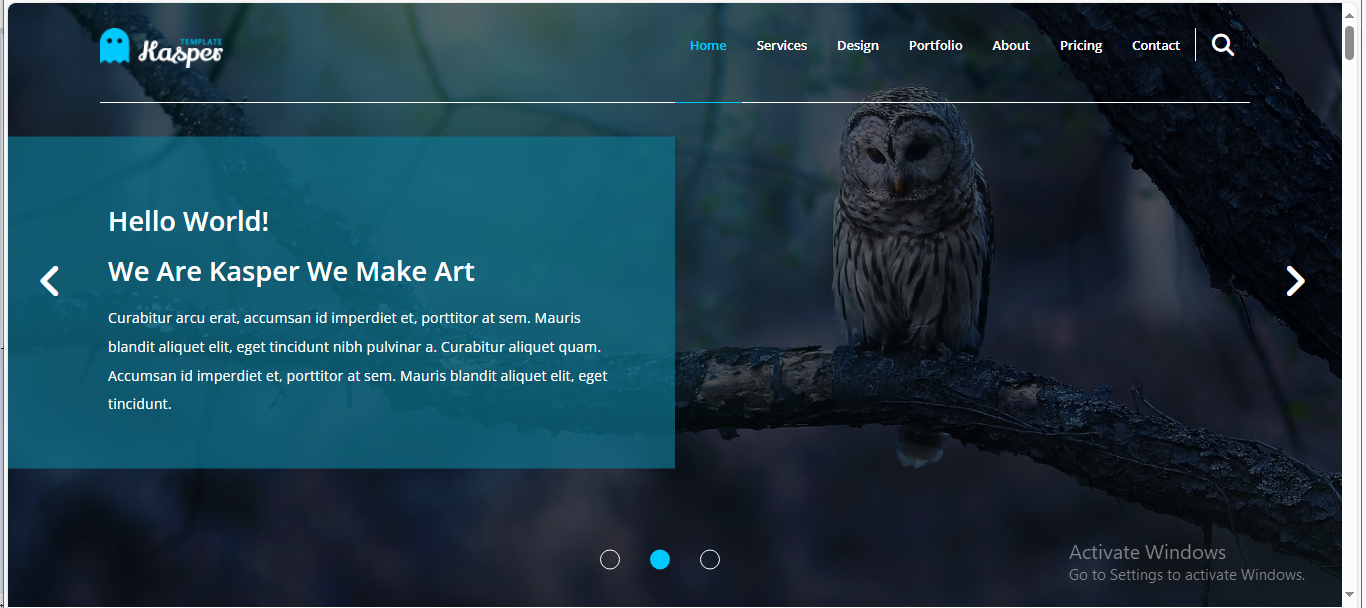 TEMPLATE
Kasper
Home Services Design Portfolio About Pricing Contact
Hello World!
We Are Kasper We Make Art
Curabitur arcu erat, accumsan id imperdiet et, porttitor at sem. Mauris
blandit aliquet elit, eget tincidunt nibh pulvinar a. Curabitur aliquet quam.
Accumsan id imperdiet et, porttitor at sem. Mauris blandit aliquet elit, eget
tincidunt.
Activate Windows
Go to Settings to activate Windows.